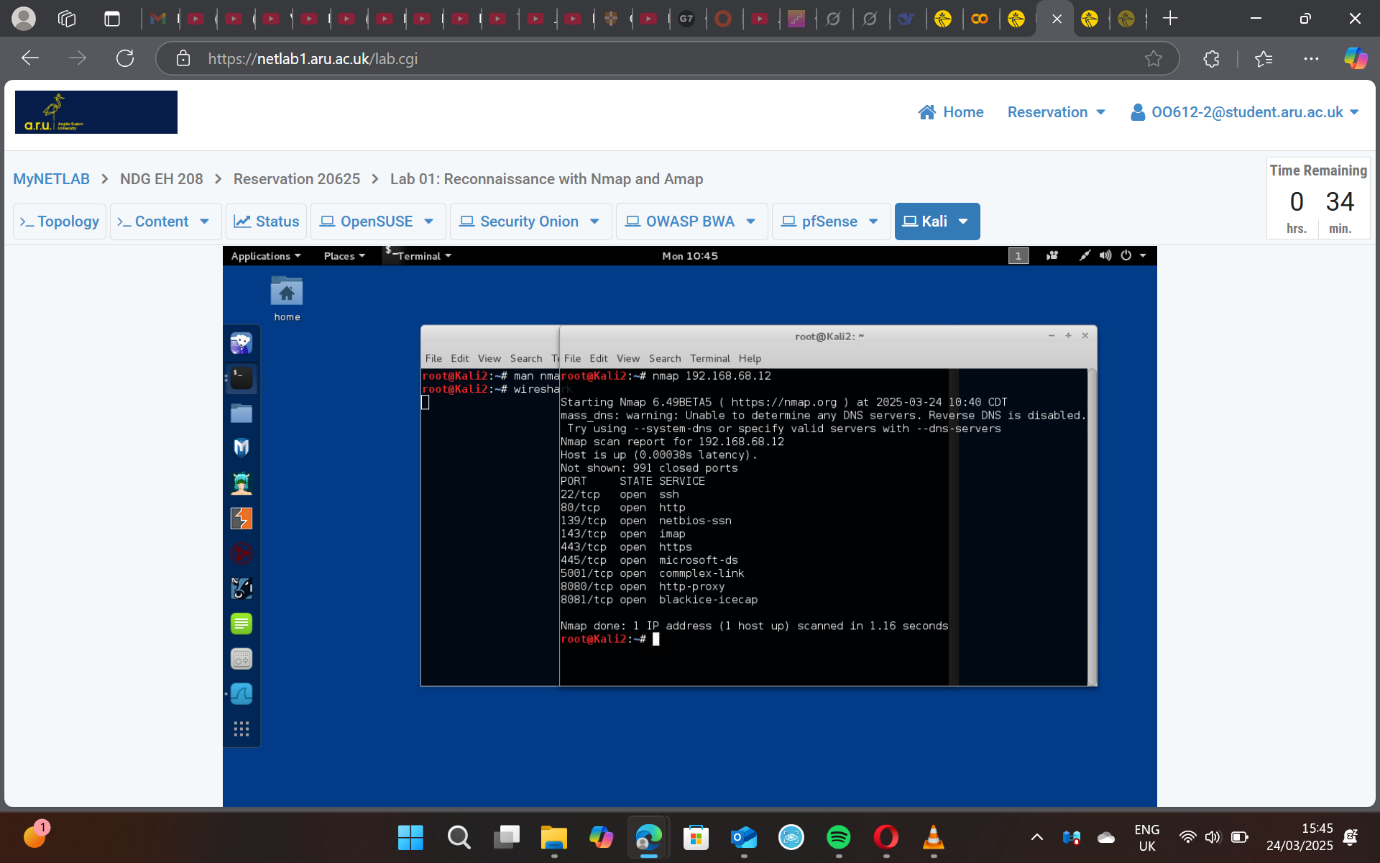 G7
https://netlab1.aru.ac.uk/lab.cgi
a.r.u.
Home
Reservation
OO612-2@student.aru.ac.uk
MyNETLAB > NDG EH 208 > Reservation 20625 > Lab 01: Reconnaissance with Nmap and Amap
Time Remaining
0 34
hrs. min.
>_ Topology
>_ Content
Status
OpenSUSE
Security Onion
OWASP BWA
pfSense
Kali
Applications
Places
Terminal
Mon 10:45
1
home
root@Kali2: ~
File Edit View Search
File Edit View Search Terminal Help
root@Kali2:~# man nma
root@Kali2:~# wireshark
root@Kali2:~# nmap 192.168.68.12
Starting Nmap 6.49BETA5 ( https://nmap.org ) at 2025-03-24 10:40 CDT
mass_dns: warning: Unable to determine any DNS servers. Reverse DNS is disabled.
Try using --system-dns or specify valid servers with --dns-servers
Nmap scan report for 192.168.68.12
Host is up (0.00038s latency).
Not shown: 991 closed ports
PORT STATE SERVICE
22/tcp open ssh
80/tcp open http
139/tcp open netbios-ssn
143/tcp open imap
443/tcp open https
445/tcp open microsoft-ds
5001/tcp open commplex-link
8080/tcp open http-proxy
8081/tcp open blackice-icecap
Nmap done: 1 IP address (1 host up) scanned in 1.16 seconds
root@Kali2:~#
1
ENG
UK
15:45
24/03/2025